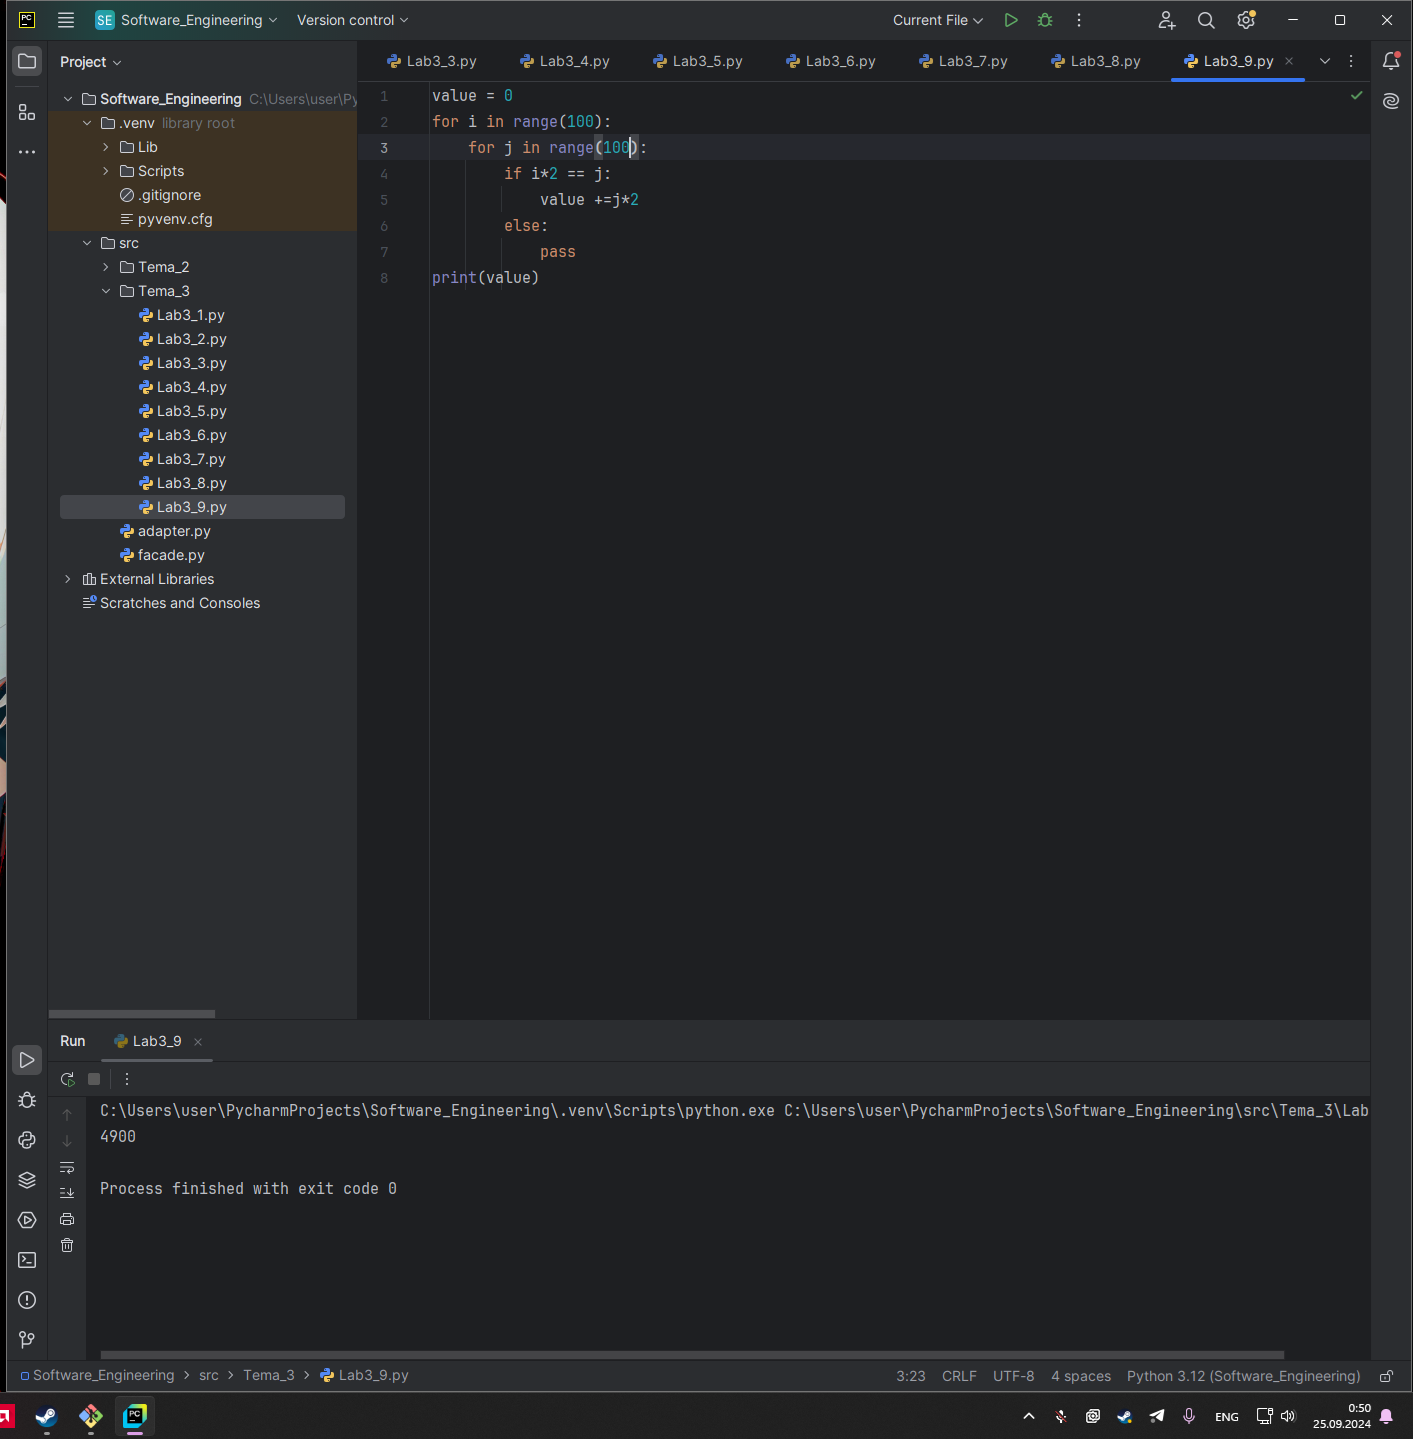 PC
SE Software_Engineering Version control Current File
Project
Lab3_3.py Lab3_4.py Lab3_5.py Lab3_6.py Lab3_7.py Lab3_8.py Lab3_9.py
Software_Engineering C:\Users\user\Py
.venv library root
Lib
Scripts
.gitignore
pyvenv.cfg
src
Tema_2
Tema_3
Lab3_1.py
Lab3_2.py
Lab3_3.py
Lab3_4.py
Lab3_5.py
Lab3_6.py
Lab3_7.py
Lab3_8.py
Lab3_9.py
adapter.py
facade.py
External Libraries
Scratches and Consoles
1 value = 0
2 for i in range(100):
3     for j in range(100):
4         if i*2 == j:
5             value +=j*2
6         else:
7             pass
8 print(value)
Run Lab3_9
C:\Users\user\PycharmProjects\Software_Engineering\.venv\Scripts\python.exe C:\Users\user\PycharmProjects\Software_Engineering\src\Tema_3\Lab
4900
Process finished with exit code 0
Software_Engineering > src > Tema_3 > Lab3_9.py 3:23 CRLF UTF-8 4 spaces Python 3.12 (Software_Engineering)
PC
ENG
0:50
25.09.2024